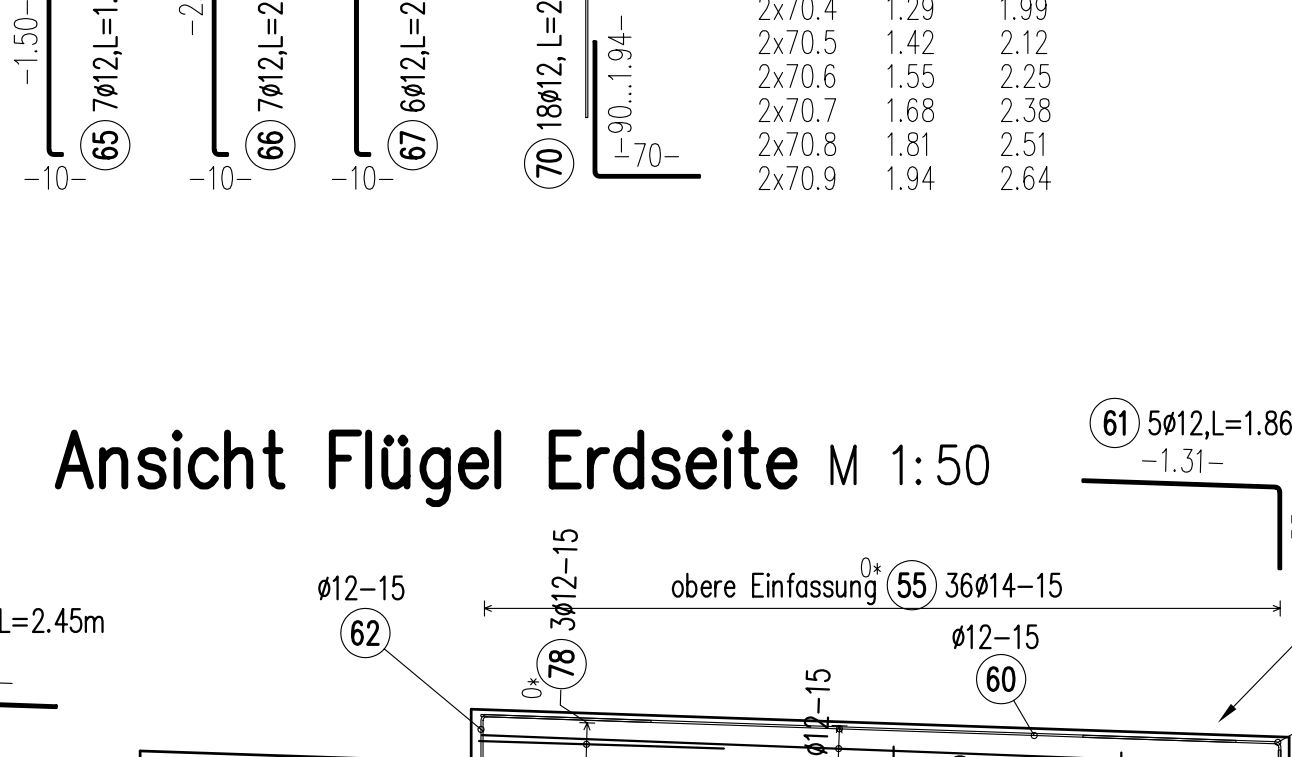 -1.50-
65 7ø12,L=1.
-10-
-2
66 7ø12,L=2
-10-
67 6ø12,L=2
-10-
70 18ø12, L=2
-90...1.94-
-70-
2x70.4 1.29 1.99
2x70.5 1.42 2.12
2x70.6 1.55 2.25
2x70.7 1.68 2.38
2x70.8 1.81 2.51
2x70.9 1.94 2.64
Ansicht Flügel Erdseite M 1:50
61 5ø12,L=1.86
-1.31-
L=2.45m
ø12-15
62
0*
78 3ø12-15
0*
obere Einfassung 55 36ø14-15
ø12-15
ø12-15
60